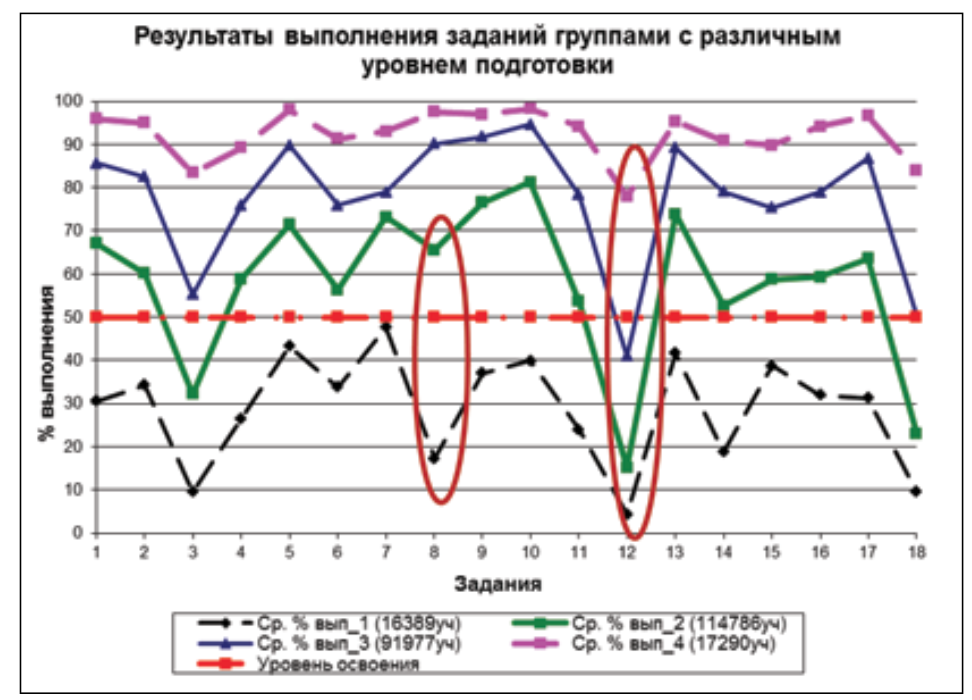 Результаты выполнения заданий группами с различным
уровнем подготовки
100
90
80
70
60
50
40
30
20
10
0
% выполнения
1 2 3 4 5 6 7 8 9 10 11 12 13 14 15 16 17 18
Задания
Ср. % вып_1 (16389уч) Ср. % вып_2 (114786уч)
Ср. % вып_3 (91977уч) Ср. % вып_4 (17290уч)
Уровень освоения